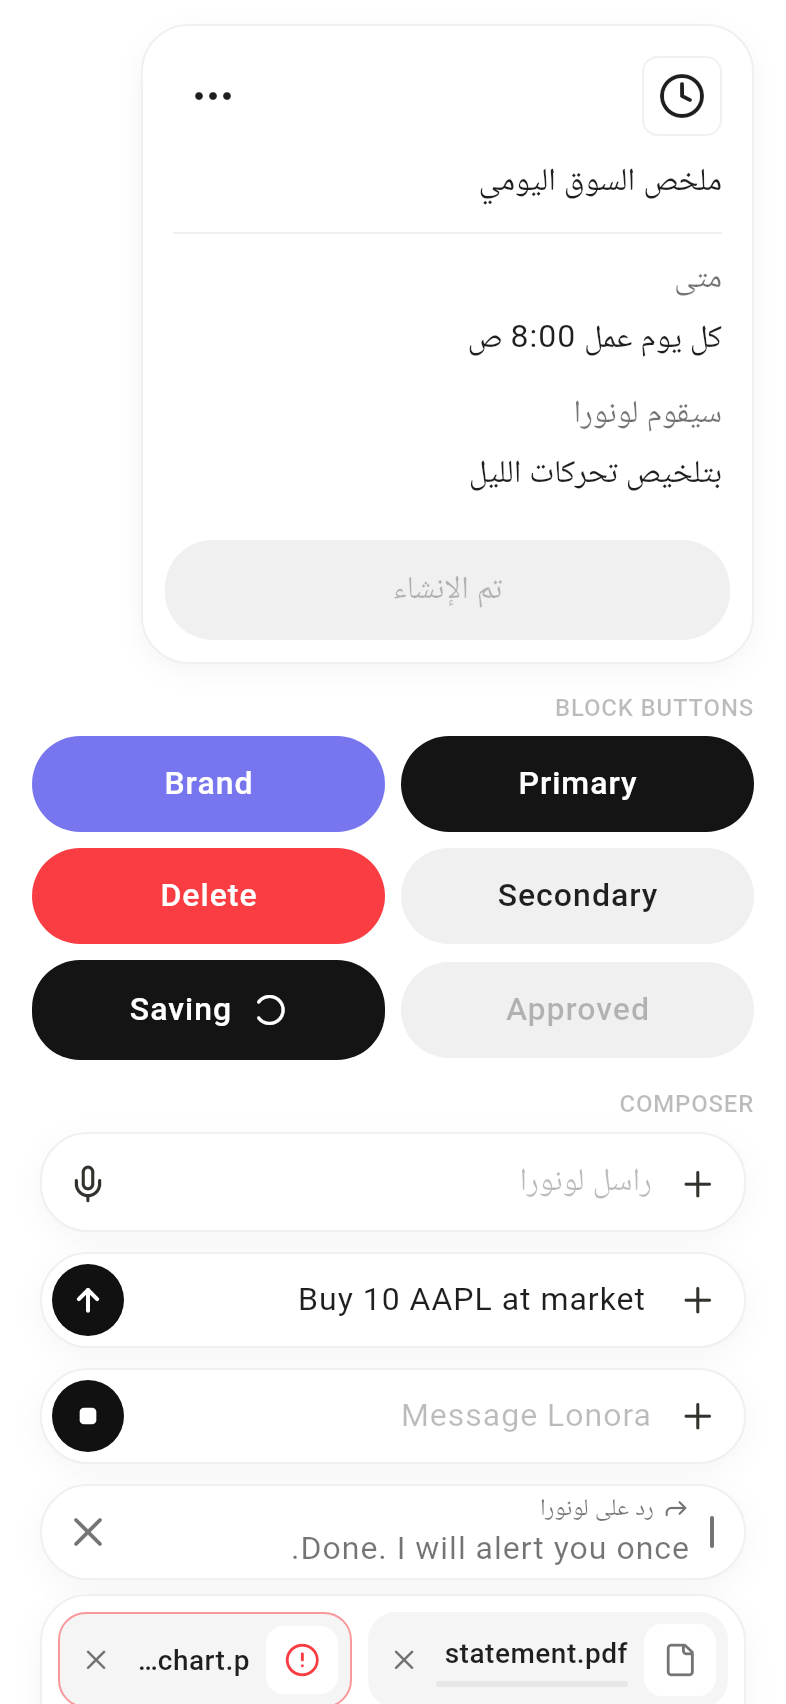 ملخص السوق اليومي
متى
كل يوم عمل 8:00 ص
سيقوم لونورا
بتلخيص تحركات الليل
تم الإنشاء
BLOCK BUTTONS
Primary
Brand
Secondary
Delete
Approved
Saving
COMPOSER
راسل لونورا
Buy 10 AAPL at market
Message Lonora
رد على لونورا
.Done. I will alert you once
statement.pdf
…chart.p